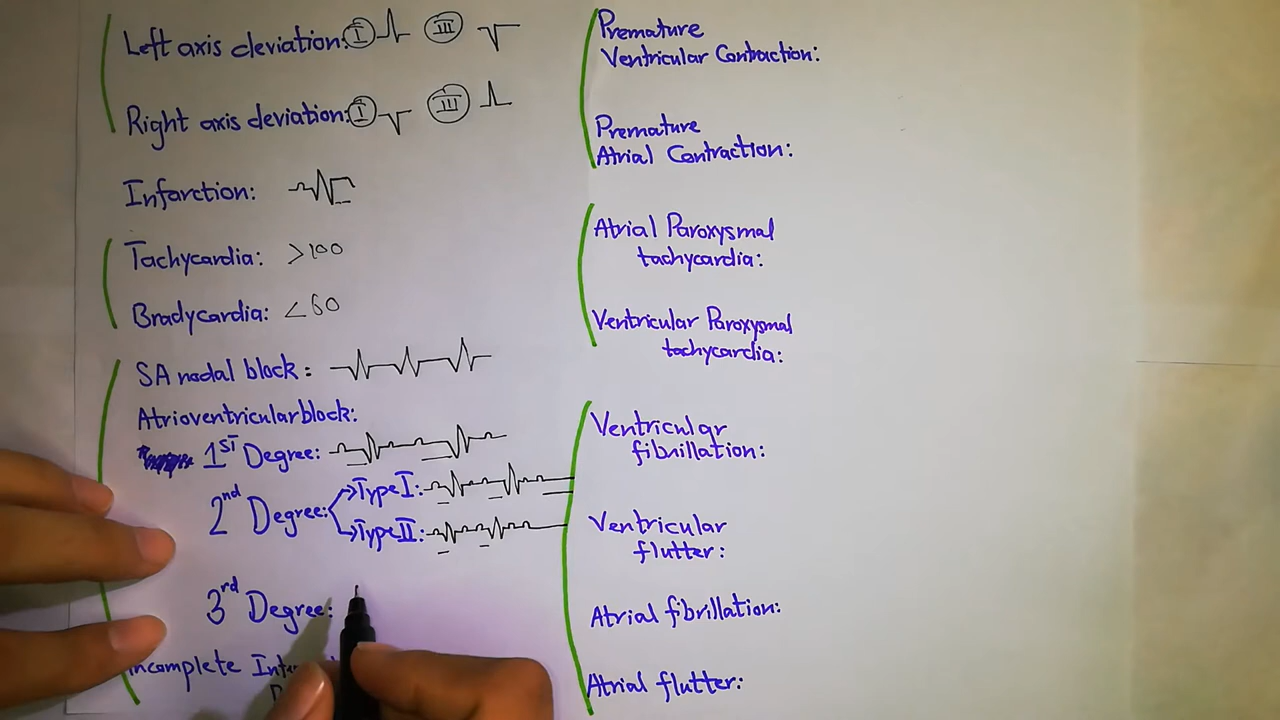 Left axis deviation: I III
Right axis deviation: I III
Infarction:
Tachycardia: >100
Bradycardia: <60
SA nodal block:
Atrioventricular block:
1ST Degree:
2nd Degree:
Type I:
Type II:
3rd Degree:
Incomplete
Premature
Ventricular Contraction:
Premature
Atrial Contraction:
Atrial Paroxysmal
tachycardia:
Ventricular Paroxysmal
tachycardia:
Ventricular
fibrillation:
Ventricular
flutter:
Atrial fibrillation:
Atrial flutter: